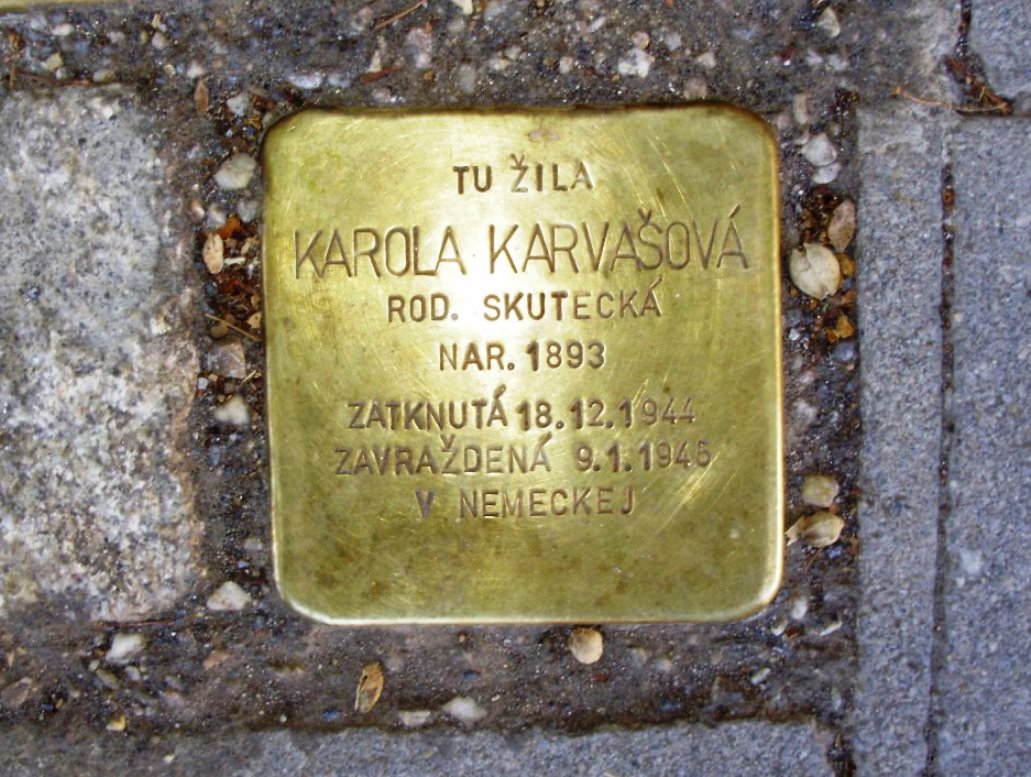 TU ŽILA
KAROLA KARVAŠOVÁ
ROD. SKUTECKÁ
NAR. 1893
ZATKNUTÁ 18.12.1944
ZAVRAŽDENÁ 9.1.1945
V NEMECKEJ